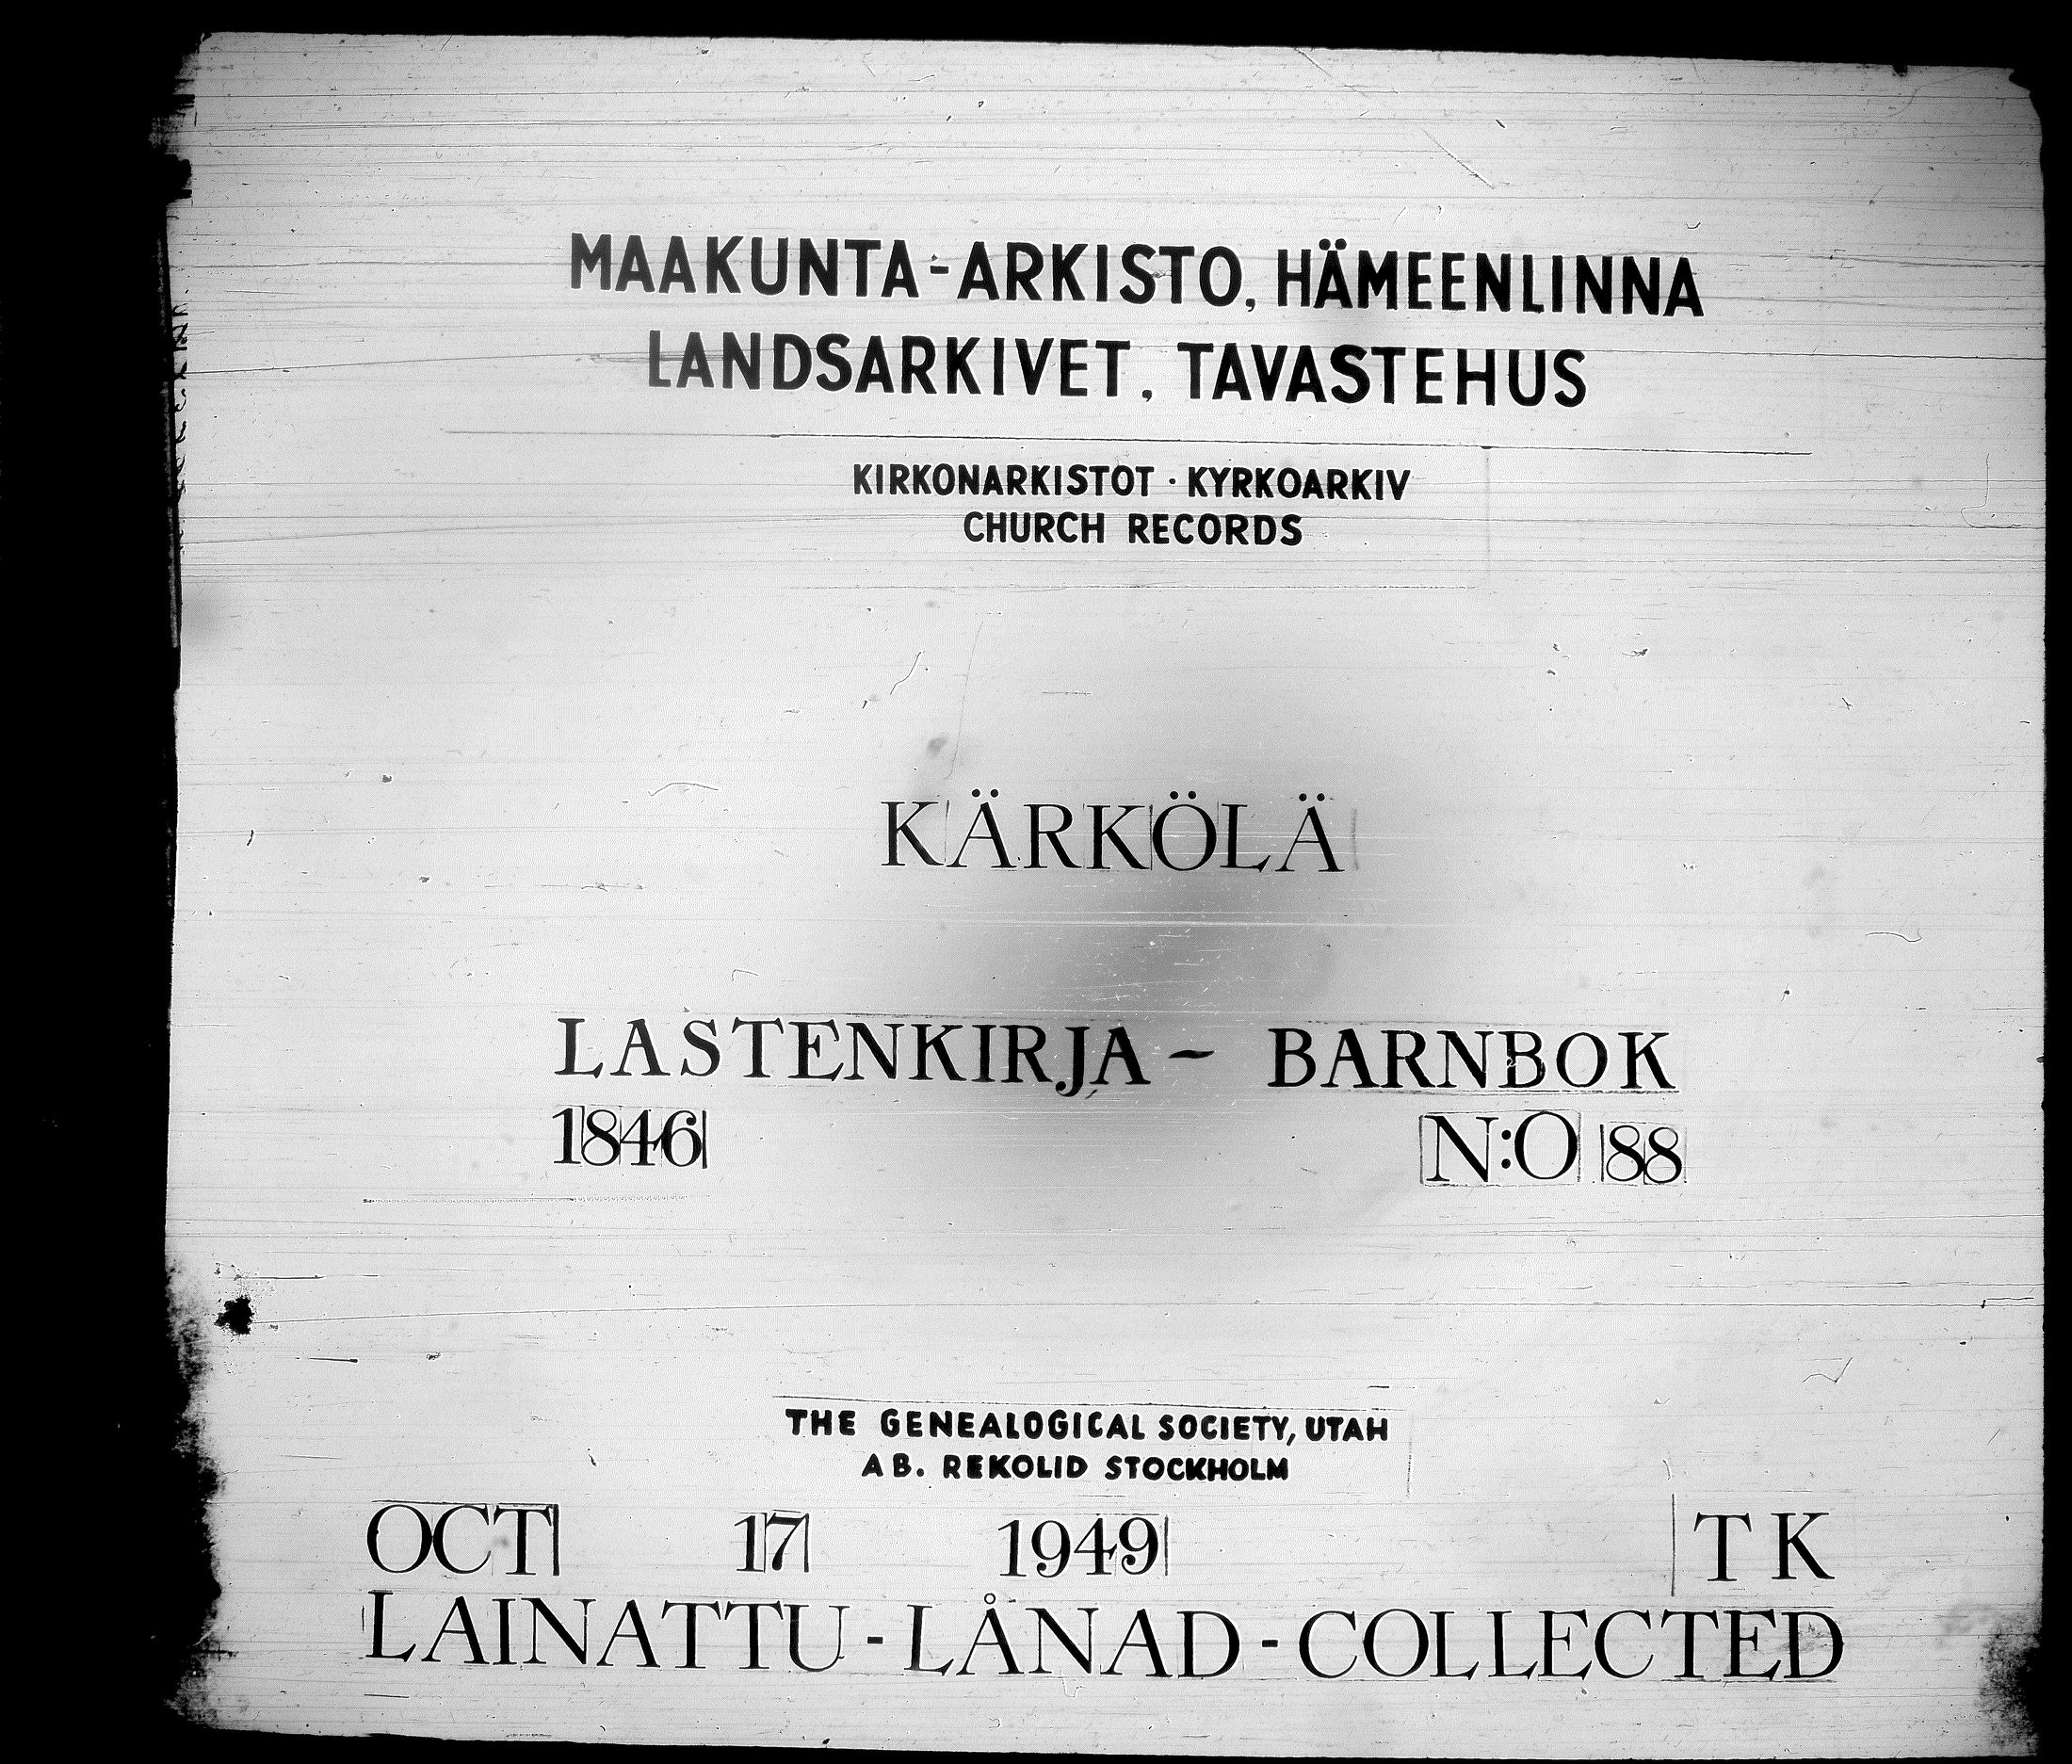 MAAKUNTA-ARKISTO, HÄMEENLINNA
LANDSARKIVET, TAVASTEHUS
KIRKONARKISTOT · KYRKOARKIV
CHURCH RECORDS
KÄRKÖLÄ
LASTENKIRJA – BARNBOK
1846 N:O 88
THE GENEALOGICAL SOCIETY, UTAH
AB. REKOLID STOCKHOLM
OCT 17 1949 TK
LAINATTU - LÅNAD - COLLECTED